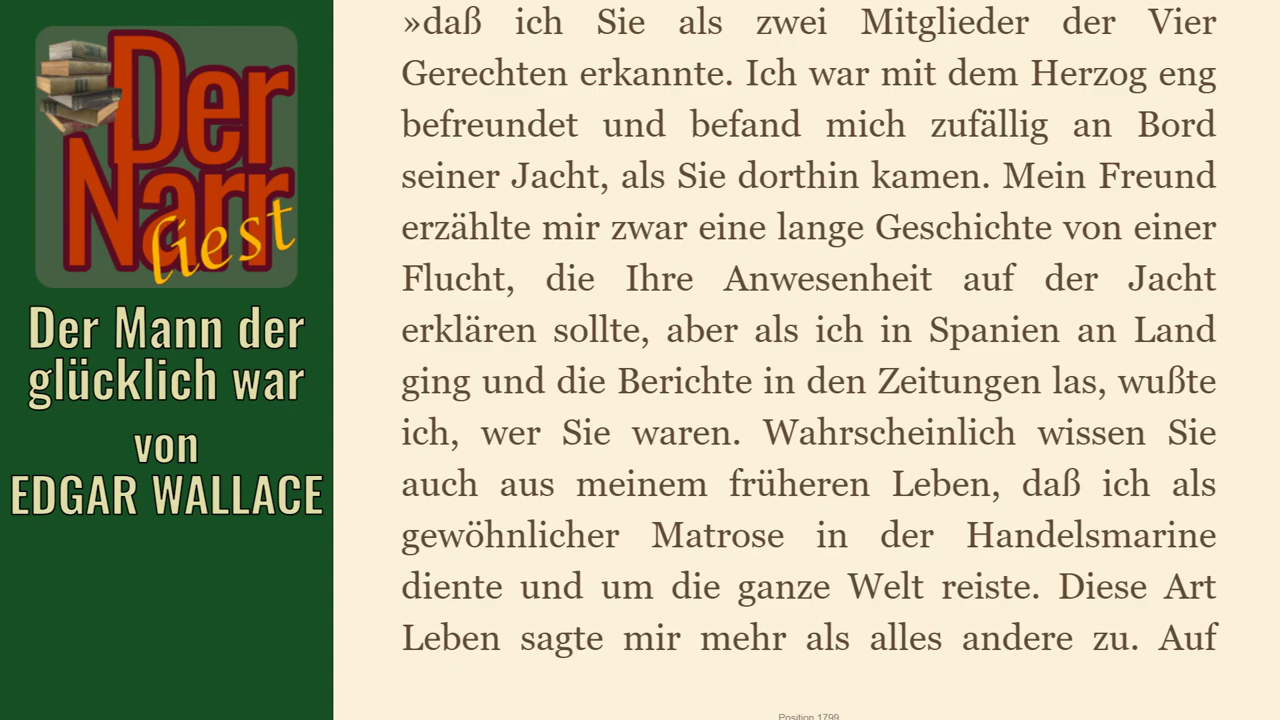 Der
Narr
liest
Der Mann der
glücklich war
von
EDGAR WALLACE
»daß ich Sie als zwei Mitglieder der Vier
Gerechten erkannte. Ich war mit dem Herzog eng
befreundet und befand mich zufällig an Bord
seiner Jacht, als Sie dorthin kamen. Mein Freund
erzählte mir zwar eine lange Geschichte von einer
Flucht, die Ihre Anwesenheit auf der Jacht
erklären sollte, aber als ich in Spanien an Land
ging und die Berichte in den Zeitungen las, wußte
ich, wer Sie waren. Wahrscheinlich wissen Sie
auch aus meinem früheren Leben, daß ich als
gewöhnlicher Matrose in der Handelsmarine
diente und um die ganze Welt reiste. Diese Art
Leben sagte mir mehr als alles andere zu. Auf
Position 1799